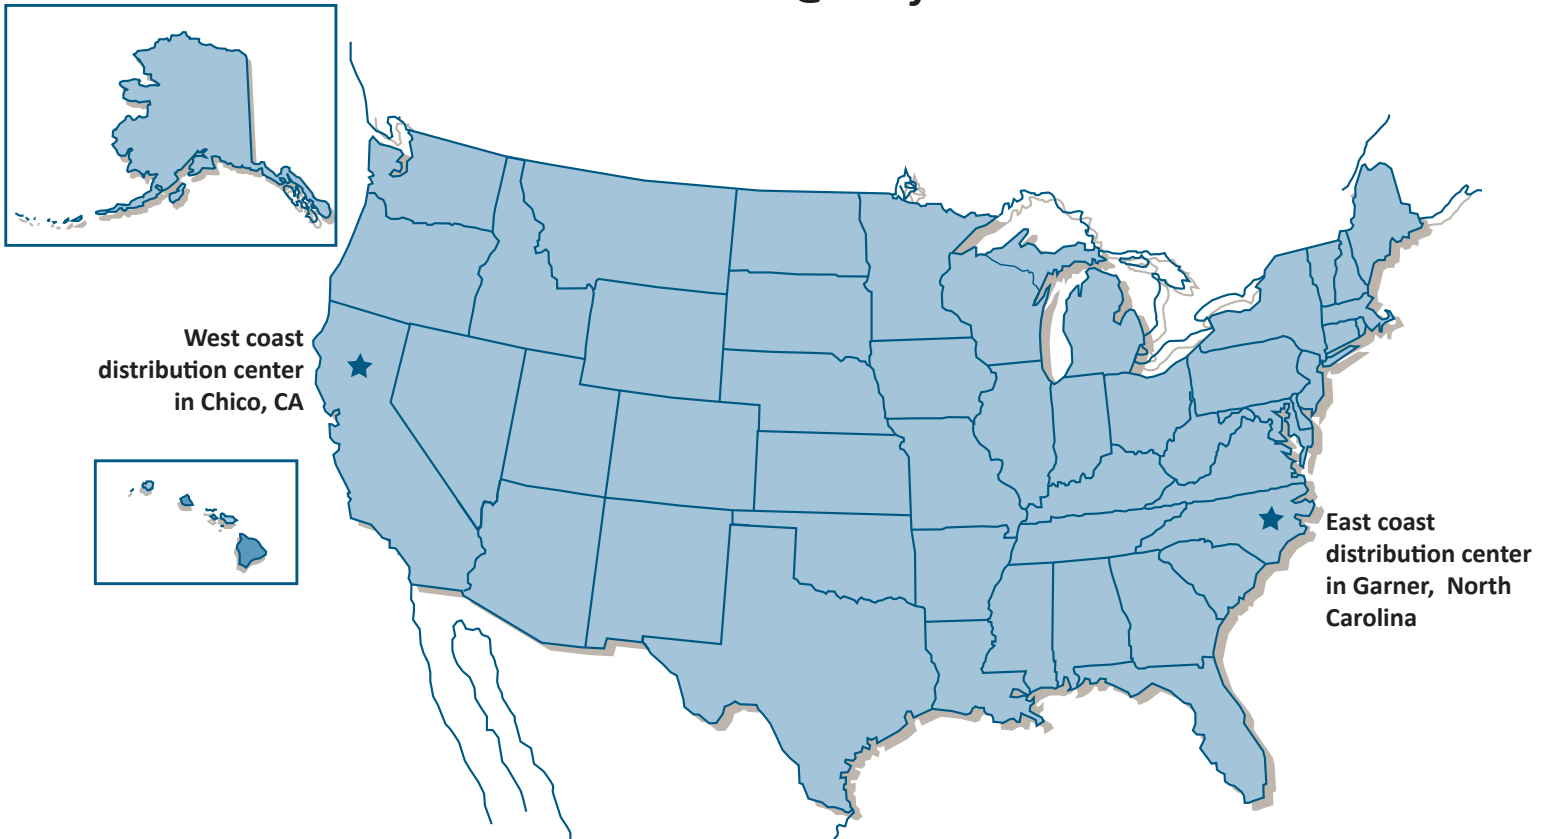 West coast
distribution center
in Chico, CA
East coast
distribution center
in Garner, North
Carolina